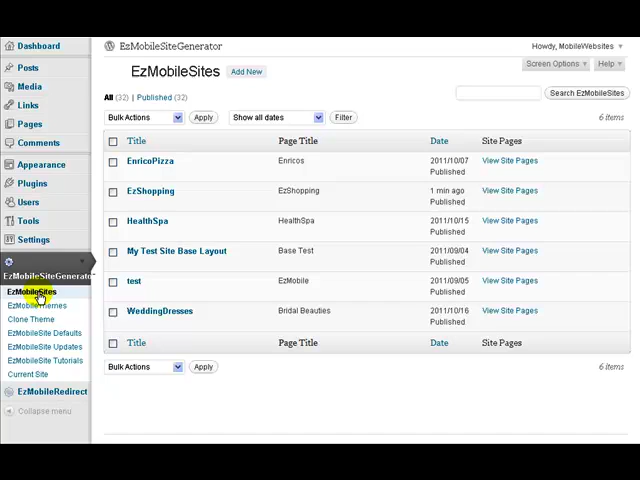 Dashboard
EzMobileSiteGenerator
Howdy, MobileWebsites
Screen Options
Help
EzMobileSites
Add New
All (32) | Published (32)
Search EzMobileSites
Bulk Actions
Apply
Show all dates
Filter
6 items
Title Page Title Date Site Pages
EnricoPizza Enricos 2011/10/07 View Site Pages
Published
EzShopping EzShopping 1 min ago View Site Pages
Published
HealthSpa HealthSpa 2011/10/15 View Site Pages
Published
My Test Site Base Layout Base Test 2011/09/04 View Site Pages
Published
test EzMobile 2011/09/05 View Site Pages
Published
WeddingDresses Bridal Beauties 2011/10/16 View Site Pages
Published
Title Page Title Date Site Pages
Bulk Actions
Apply
6 items
Posts
Media
Links
Pages
Comments
Appearance
Plugins
Users
Tools
Settings
EzMobileSiteGenerator
EzMobileSites
EzMobileThemes
Clone Theme
EzMobileSite Defaults
EzMobileSite Updates
EzMobileSite Tutorials
Current Site
EzMobileRedirect
Collapse menu